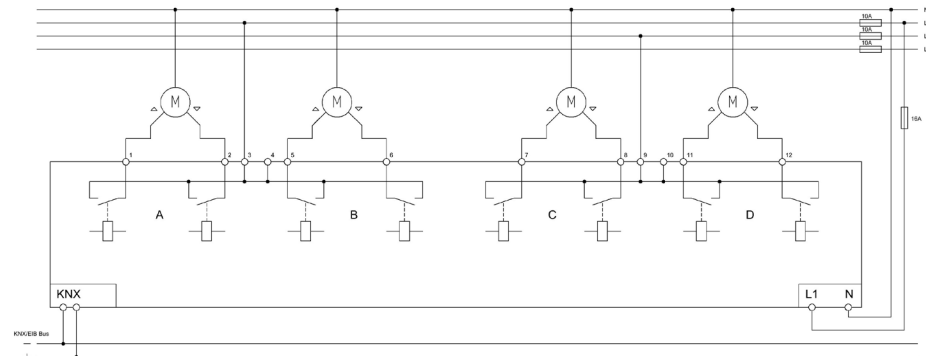 10A
10A
10A
16A
M M M M
1 2 3 4 5 6 7 8 9 10 11 12
A B C D
KNX L1 N
KNX/EIB Bus